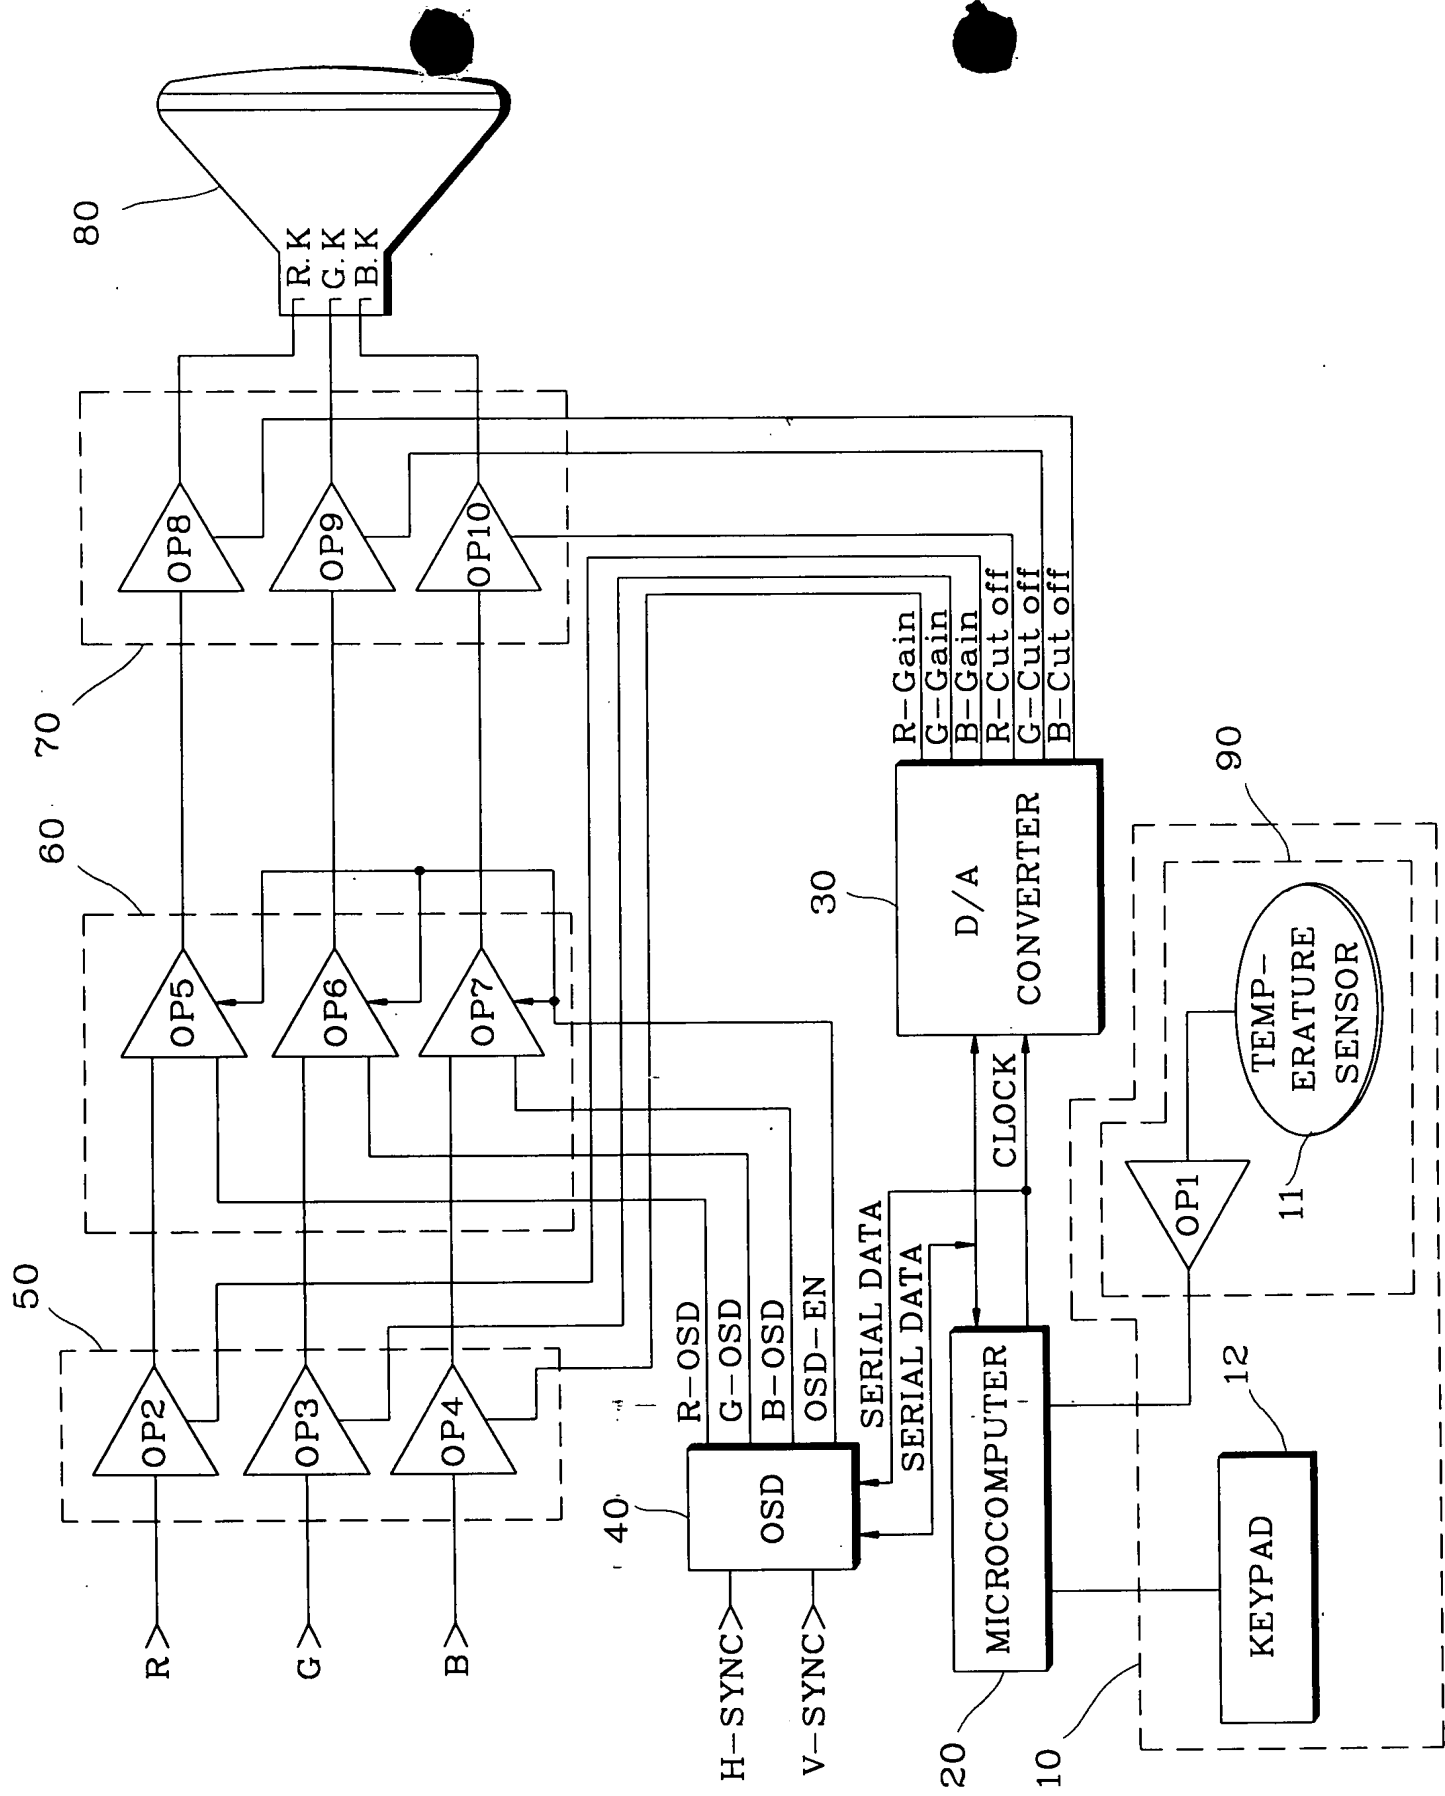 50
60
70
80
R>
OP2
OP5
OP8
R.K
G>
OP3
OP6
OP9
G.K
B>
OP4
OP7
OP10
B.K
40
OSD
H-SYNC>
V-SYNC>
R-OSD
G-OSD
B-OSD
OSD-EN
SERIAL DATA
SERIAL DATA
CLOCK
30
D/A
CONVERTER
R-Gain
G-Gain
B-Gain
R-Cut off
G-Cut off
B-Cut off
20
MICROCOMPUTER
10
KEYPAD
12
OP1
11
TEMP-
ERATURE
SENSOR
90